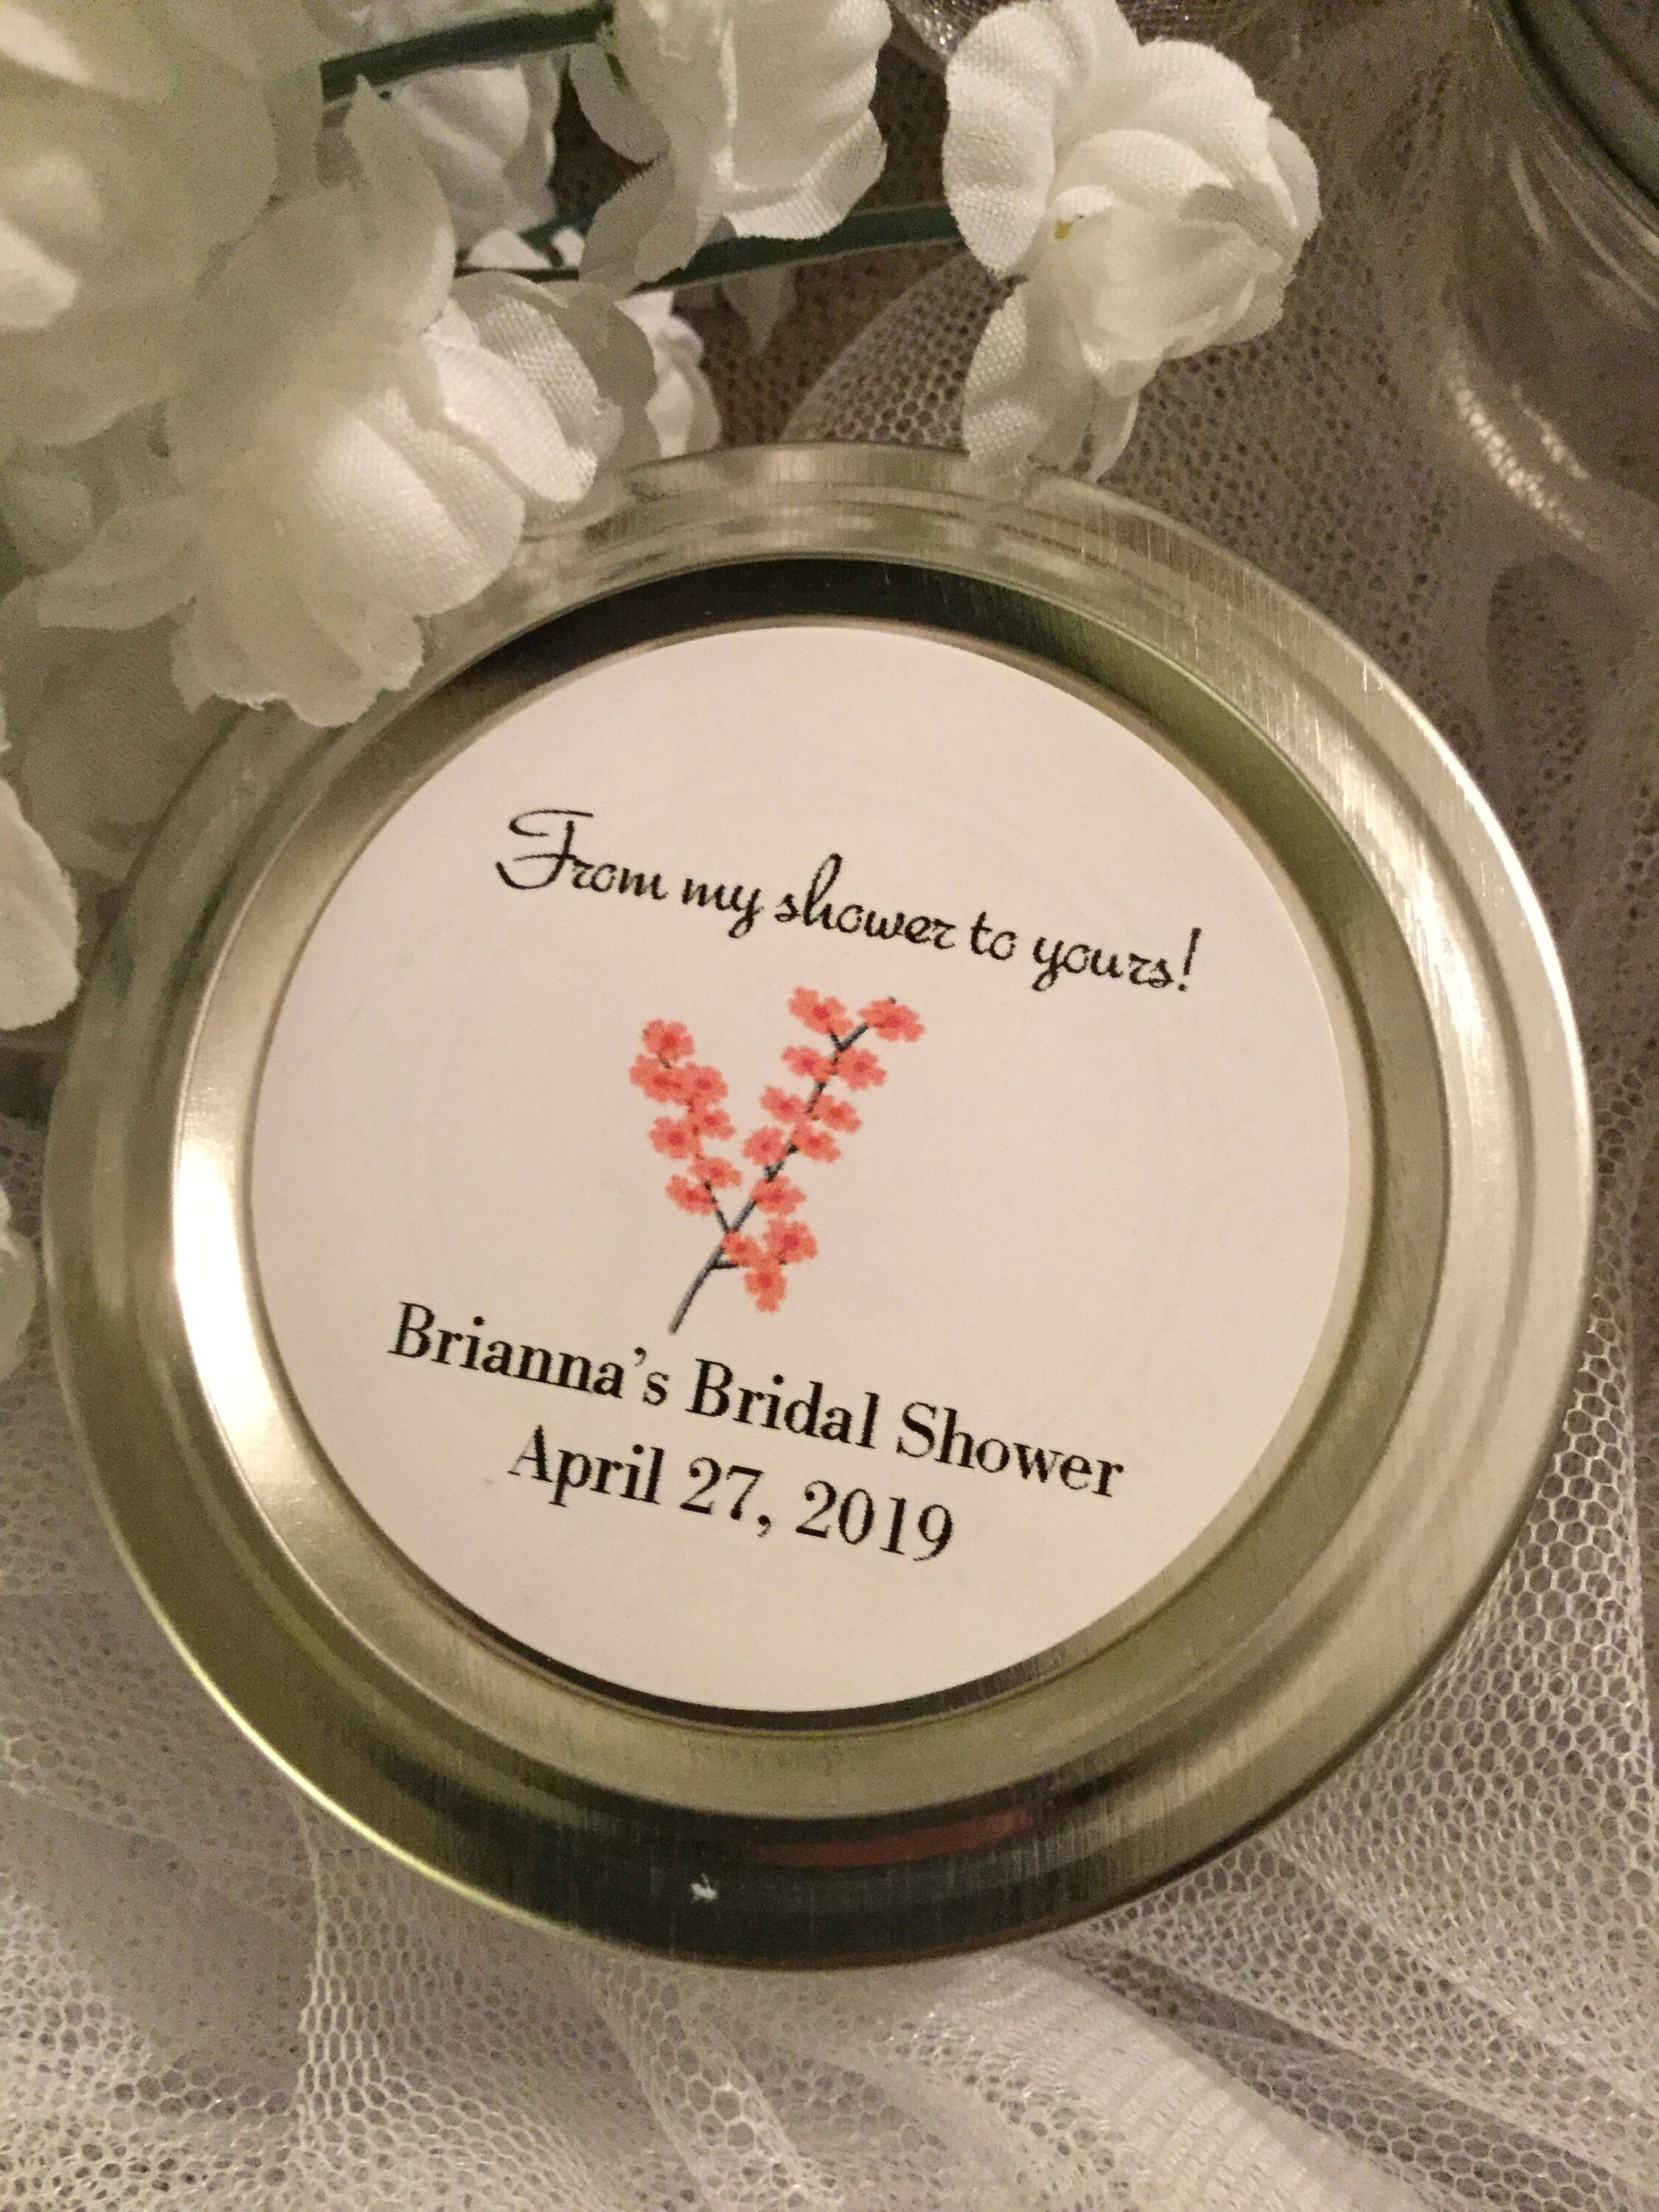 From my shower to yours!
Brianna's Bridal Shower
April 27, 2019